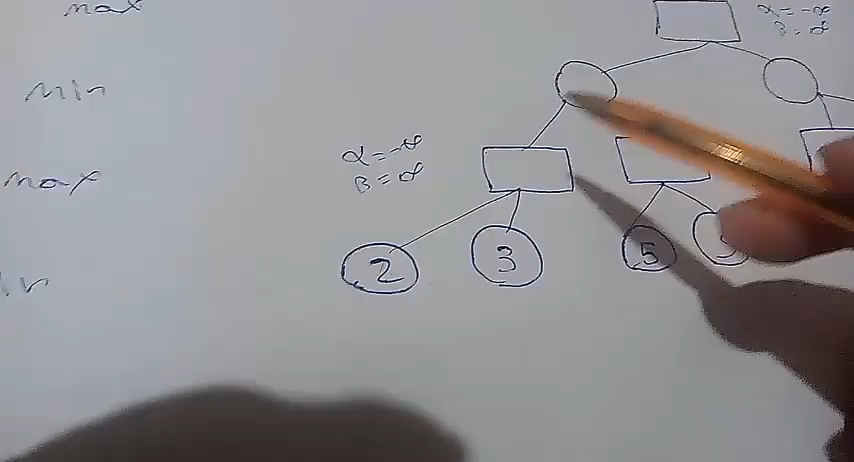 max
α = -∞
β = ∞
min
max
α = -∞
β = ∞
2
3
5